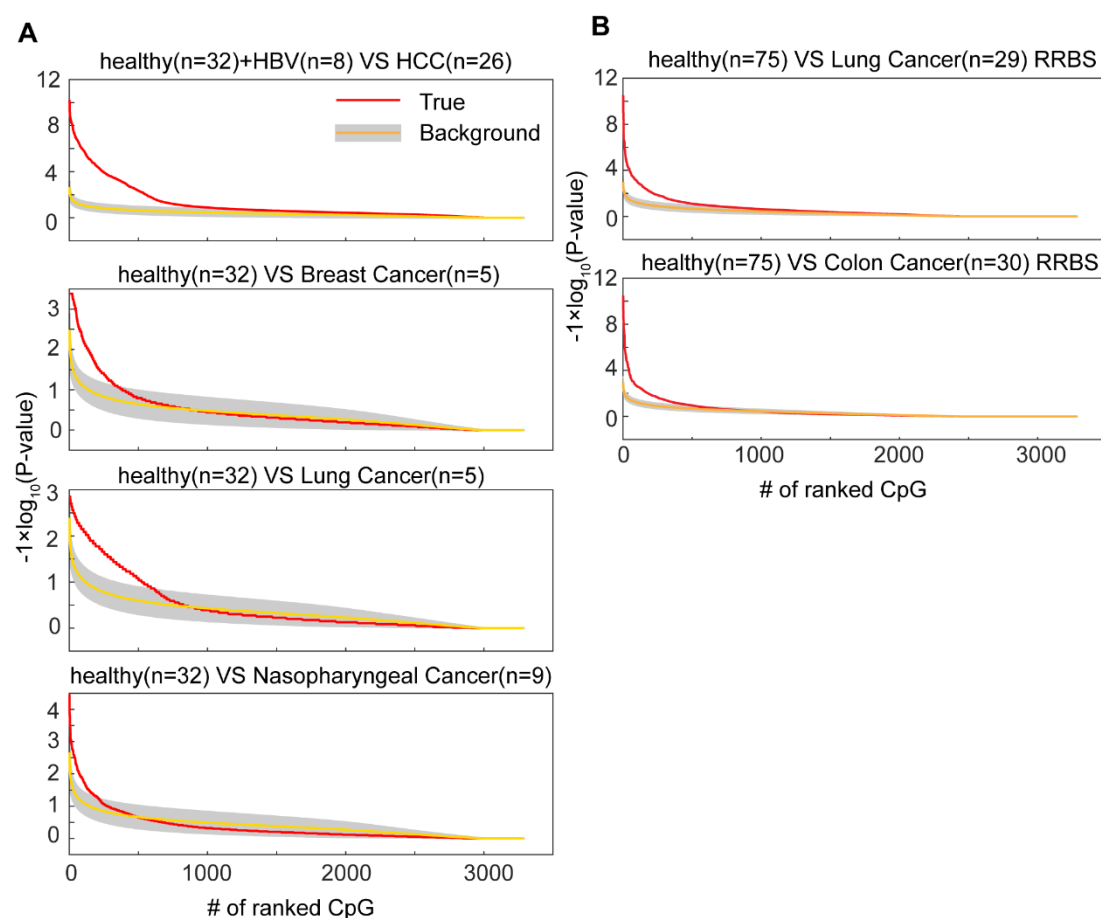 A
healthy(n=32)+HBV(n=8) VS HCC(n=26)
12
8
4
0
True
Background
healthy(n=32) VS Breast Cancer(n=5)
3
2
1
0
healthy(n=32) VS Lung Cancer(n=5)
3
2
1
0
healthy(n=32) VS Nasopharyngeal Cancer(n=9)
4
3
2
1
0
-1×log10(P-value)
0 1000 2000 3000
# of ranked CpG
B
healthy(n=75) VS Lung Cancer(n=29) RRBS
12
8
4
0
healthy(n=75) VS Colon Cancer(n=30) RRBS
12
8
4
0
-1×log10(P-value)
0 1000 2000 3000
# of ranked CpG